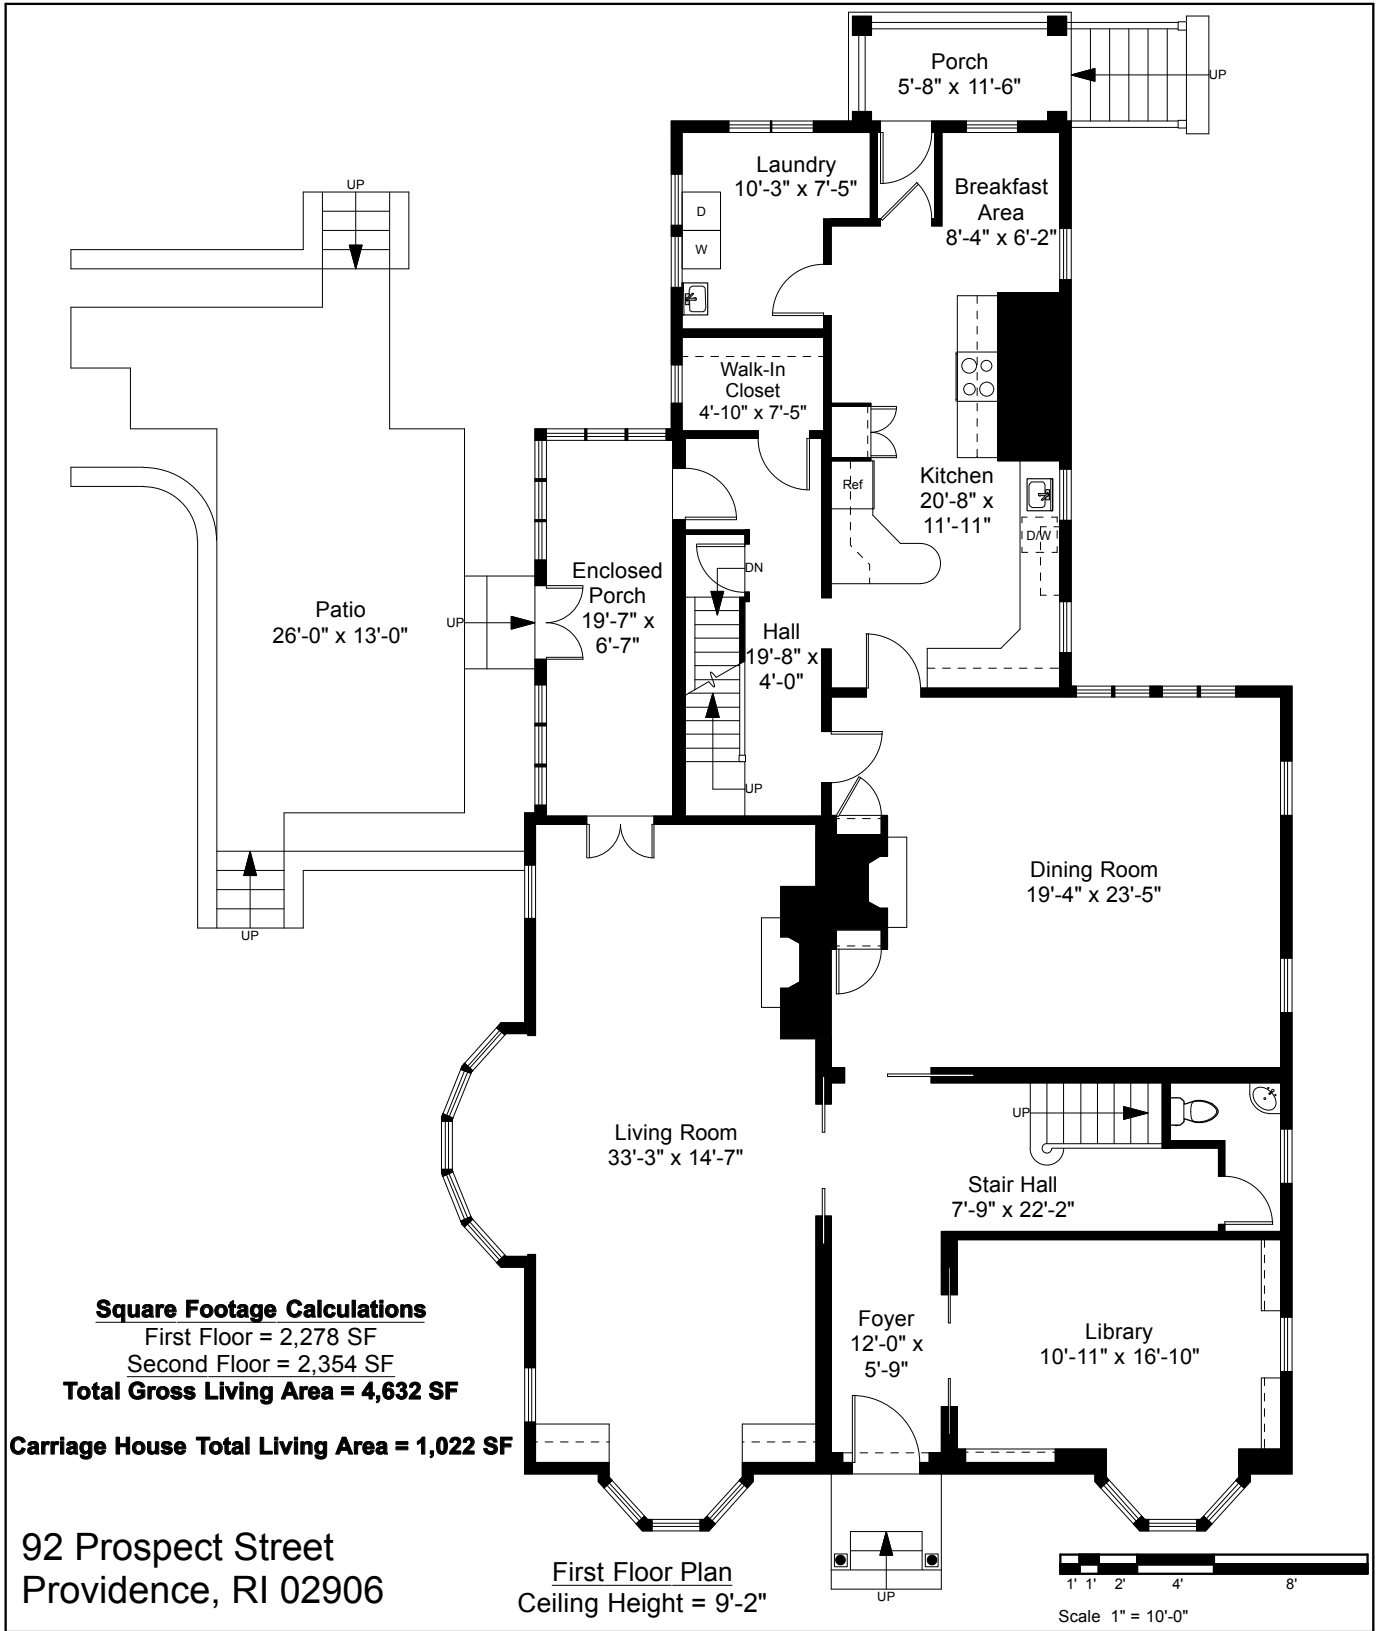 Porch
5'-8" x 11'-6"
UP
Laundry
10'-3" x 7'-5"
Breakfast
Area
8'-4" x 6'-2"
UP
D
W
Walk-In
Closet
4'-10" x 7'-5"
Kitchen
20'-8" x
11'-11"
Ref
D/W
Enclosed
Porch
19'-7" x
6'-7"
DN
Patio
26'-0" x 13'-0"
UP
Hall
19'-8" x
4'-0"
UP
Dining Room
19'-4" x 23'-5"
UP
Living Room
33'-3" x 14'-7"
UP
Stair Hall
7'-9" x 22'-2"
Foyer
12'-0" x
5'-9"
Library
10'-11" x 16'-10"
Square Footage Calculations
First Floor = 2,278 SF
Second Floor = 2,354 SF
Total Gross Living Area = 4,632 SF
Carriage House Total Living Area = 1,022 SF
92 Prospect Street
Providence, RI 02906
First Floor Plan
Ceiling Height = 9'-2"
UP
1' 1' 2' 4' 8'
Scale 1" = 10'-0"